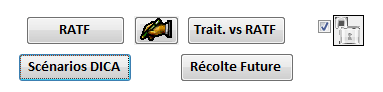 RATF
Trait. vs RATF
Scénarios DICA
Récolte Future